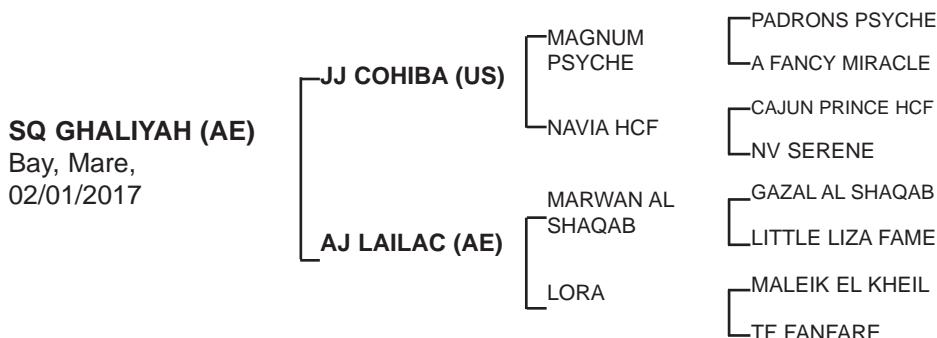 SQ GHALIYAH (AE)
Bay, Mare,
02/01/2017
JJ COHIBA (US)
AJ LAILAC (AE)
MAGNUM
PSYCHE
NAVIA HCF
MARWAN AL
SHAQAB
LORA
PADRONS PSYCHE
A FANCY MIRACLE
CAJUN PRINCE HCF
NV SERENE
GAZAL AL SHAQAB
LITTLE LIZA FAME
MALEIK EL KHEIL
TF FANFARE